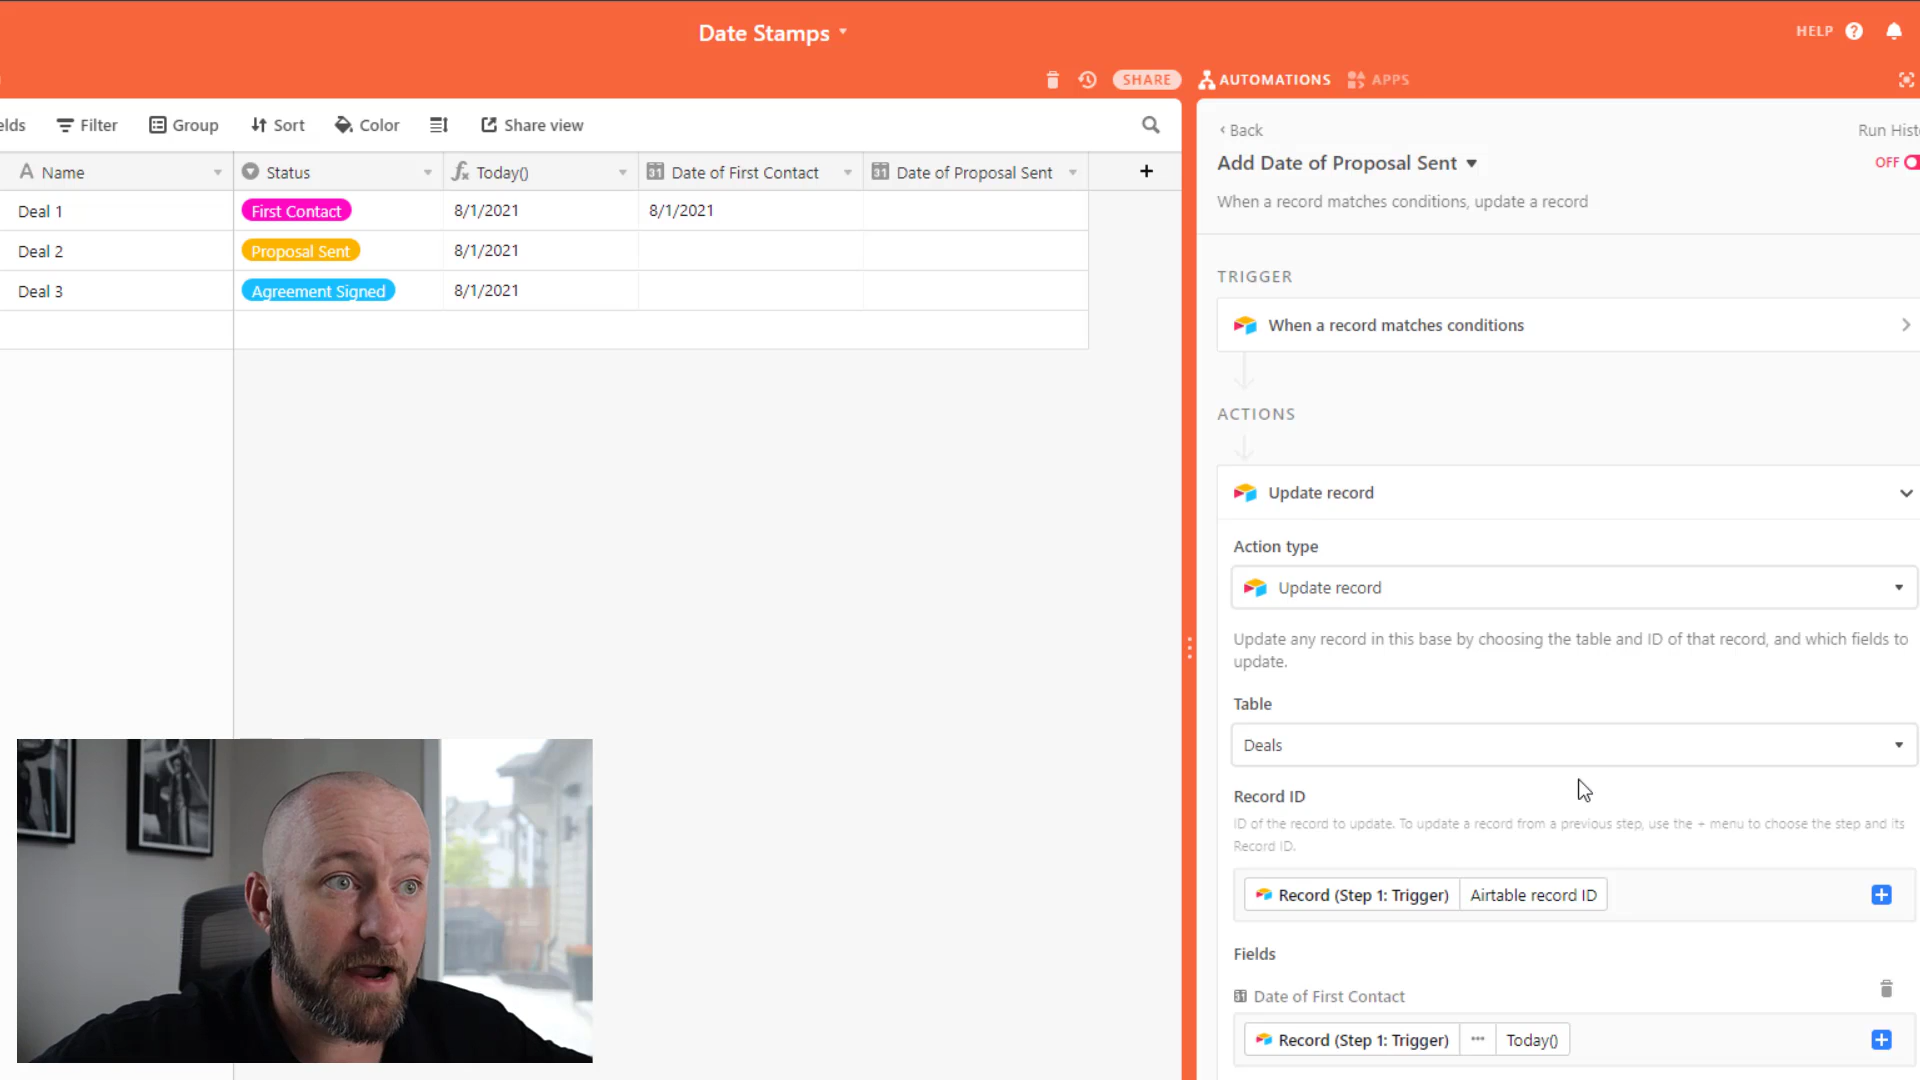 Date Stamps
HELP
SHARE
AUTOMATIONS
APPS
elds
Filter
Group
Sort
Color
Share view
Name
Status
Today()
Date of First Contact
Date of Proposal Sent
Deal 1
First Contact
8/1/2021
8/1/2021
Deal 2
Proposal Sent
8/1/2021
Deal 3
Agreement Signed
8/1/2021
Back
Run Hist
Add Date of Proposal Sent
OFF
When a record matches conditions, update a record
TRIGGER
When a record matches conditions
ACTIONS
Update record
Action type
Update record
Update any record in this base by choosing the table and ID of that record, and which fields to
update.
Table
Deals
Record ID
ID of the record to update. To update a record from a previous step, use the + menu to choose the step and its
Record ID.
Record (Step 1: Trigger) Airtable record ID
Fields
Date of First Contact
Record (Step 1: Trigger) ••• Today()